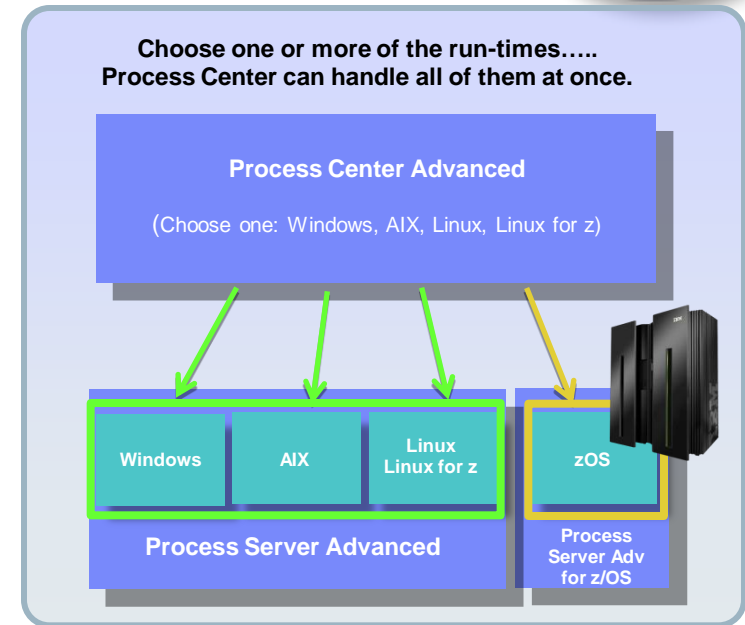 Choose one or more of the run-times…..
Process Center can handle all of them at once.
Process Center Advanced
(Choose one: Windows, AIX, Linux, Linux for z)
Windows
AIX
Linux
Linux for z
zOS
Process Server Advanced
Process
Server Adv
for z/OS